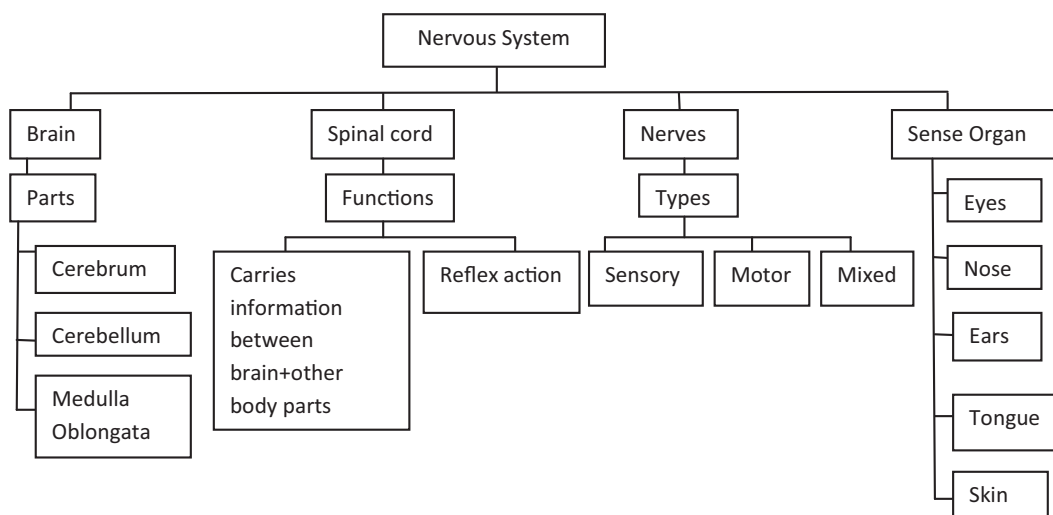 Nervous System
Brain
Spinal cord
Nerves
Sense Organ
Parts
Functions
Types
Eyes
Cerebrum
Carries
information
between
brain+other
body parts
Reflex action
Sensory
Motor
Mixed
Nose
Cerebellum
Ears
Medulla
Oblongata
Tongue
Skin